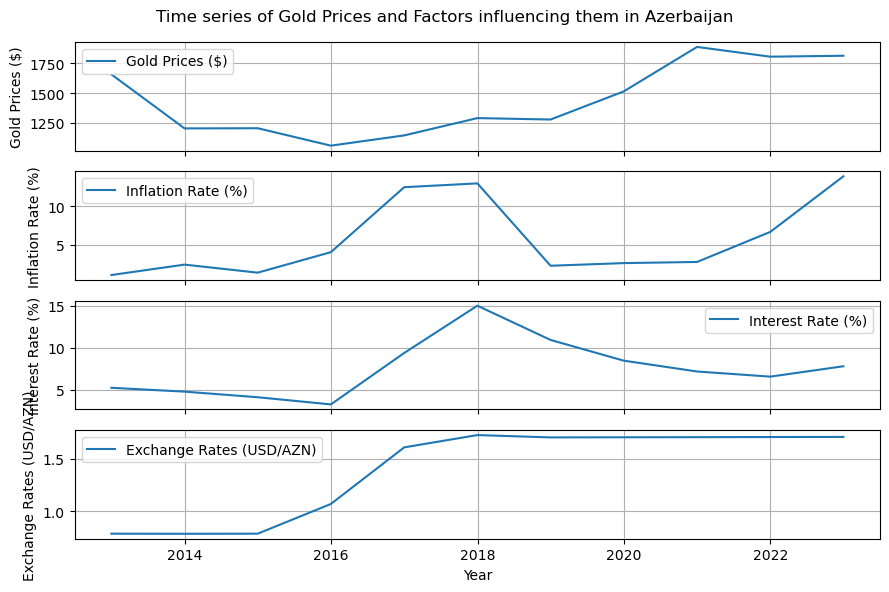 Time series of Gold Prices and Factors influencing them in Azerbaijan
Gold Prices ($)
1750
1500
1250
Gold Prices ($)
Inflation Rate (%)
10
5
Inflation Rate (%)
Interest Rate (%)
15
10
5
Interest Rate (%)
Exchange Rates (USD/AZN)
1.5
1.0
Exchange Rates (USD/AZN)
2014 2016 2018 2020 2022
Year